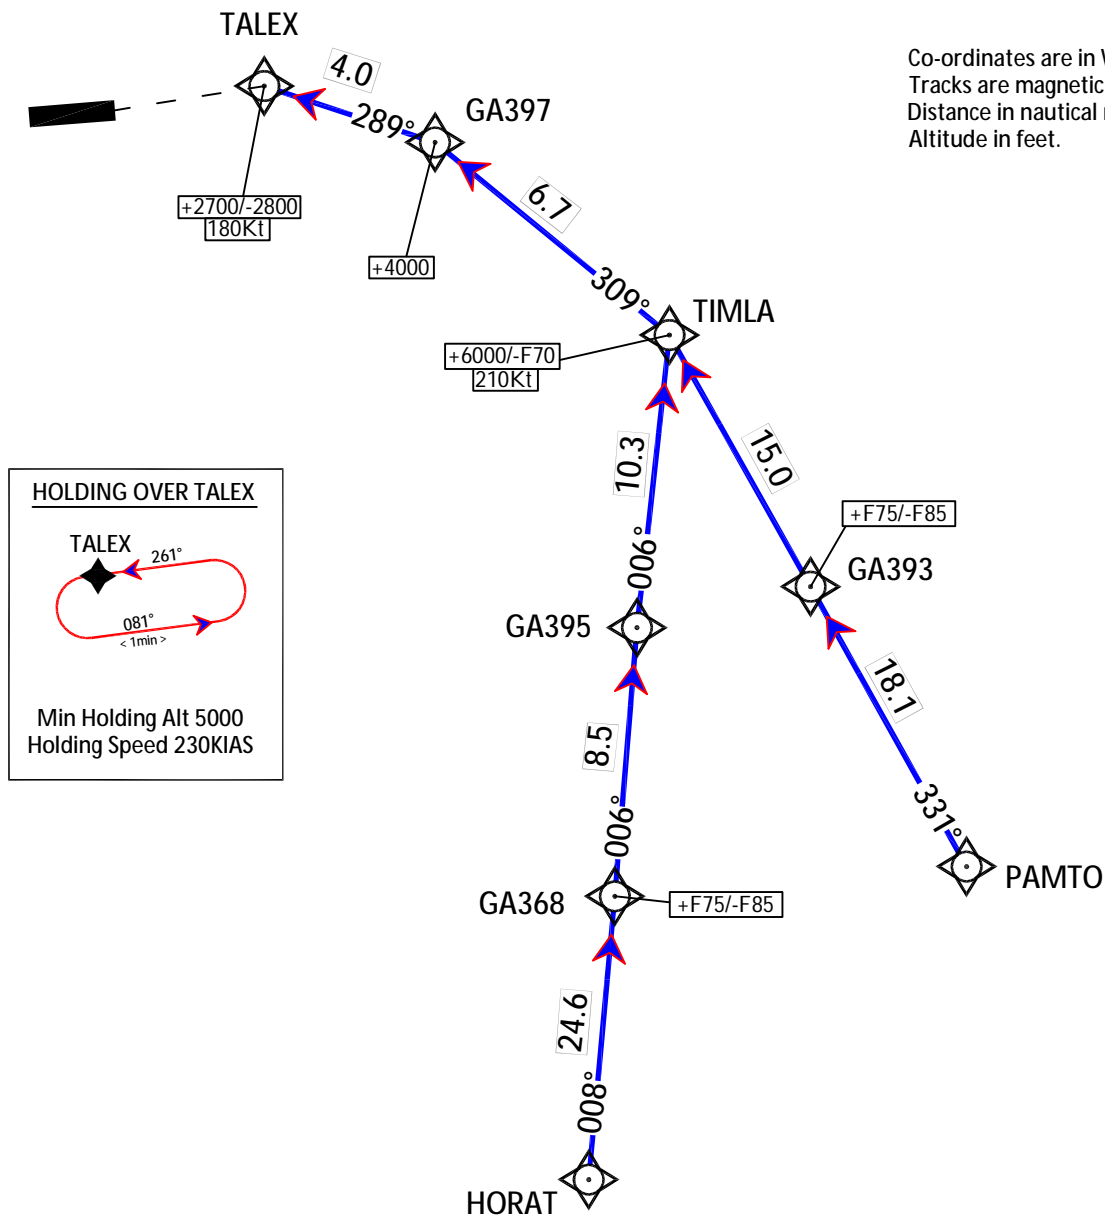 TALEX
4.0
Co-ordinates are in W
Tracks are magnetic
Distance in nautical
Altitude in feet.
GA397
289°
+2700/-2800
180Kt
6.7
+4000
309°
TIMLA
+6000/-F70
210Kt
10.3
15.0
HOLDING OVER TALEX
TALEX
261°
081°
< 1min >
Min Holding Alt 5000
Holding Speed 230KIAS
+F75/-F85
GA393
006°
GA395
18.1
8.5
331°
006°
PAMTO
GA368
+F75/-F85
24.6
008°
HORAT